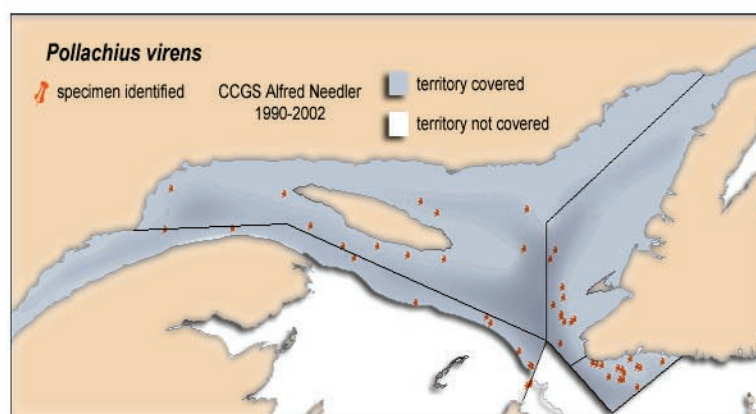 Pollachius virens
specimen identified
CCGS Alfred Needler
1990-2002
territory covered
territory not covered